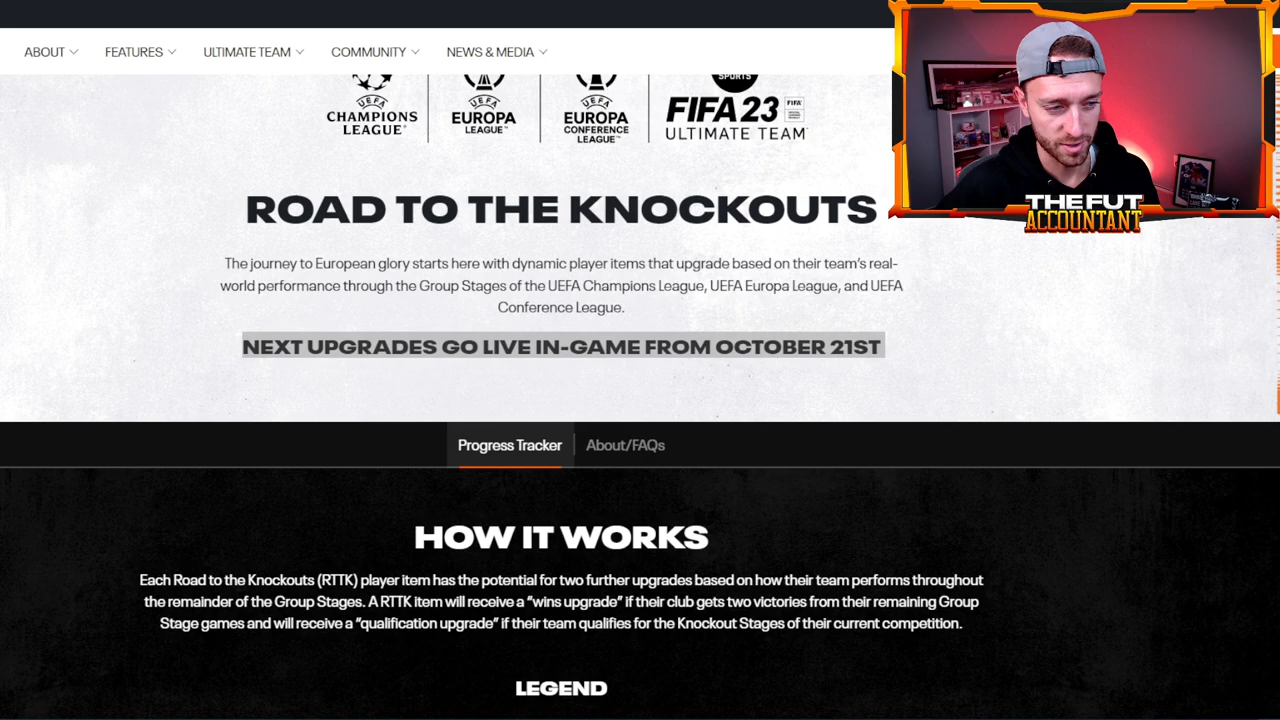 ABOUT FEATURES ULTIMATE TEAM COMMUNITY NEWS & MEDIA
UEFA
CHAMPIONS
LEAGUE®
UEFA
EUROPA
LEAGUE™
UEFA
EUROPA
CONFERENCE
LEAGUE™
SPORTS
FIFA 23 FIFA
ULTIMATE TEAM™
THE FUT
ACCOUNTANT
ROAD TO THE KNOCKOUTS
The journey to European glory starts here with dynamic player items that upgrade based on their team's real-
world performance through the Group Stages of the UEFA Champions League, UEFA Europa League, and UEFA
Conference League.
NEXT UPGRADES GO LIVE IN-GAME FROM OCTOBER 21ST
Progress Tracker About/FAQs
HOW IT WORKS
Each Road to the Knockouts (RTTK) player item has the potential for two further upgrades based on how their team performs throughout
the remainder of the Group Stages. A RTTK item will receive a “wins upgrade” if their club gets two victories from their remaining Group
Stage games and will receive a “qualification upgrade” if their team qualifies for the Knockout Stages of their current competition.
LEGEND